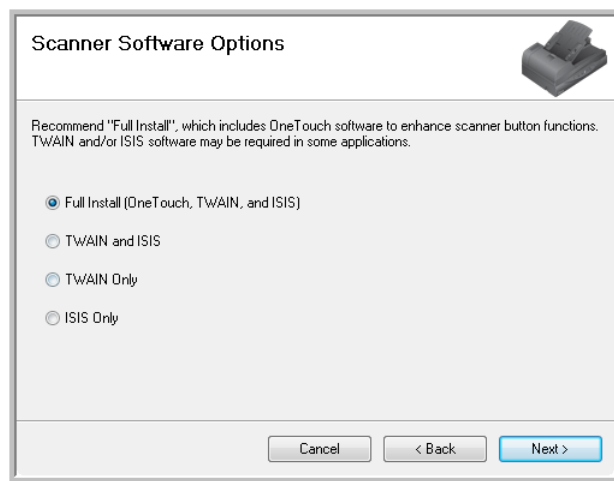 Scanner Software Options
Recommend "Full Install", which includes OneTouch software to enhance scanner button functions.
TWAIN and/or ISIS software may be required in some applications.
Full Install (OneTouch, TWAIN, and ISIS)
TWAIN and ISIS
TWAIN Only
ISIS Only
Cancel
< Back
Next >